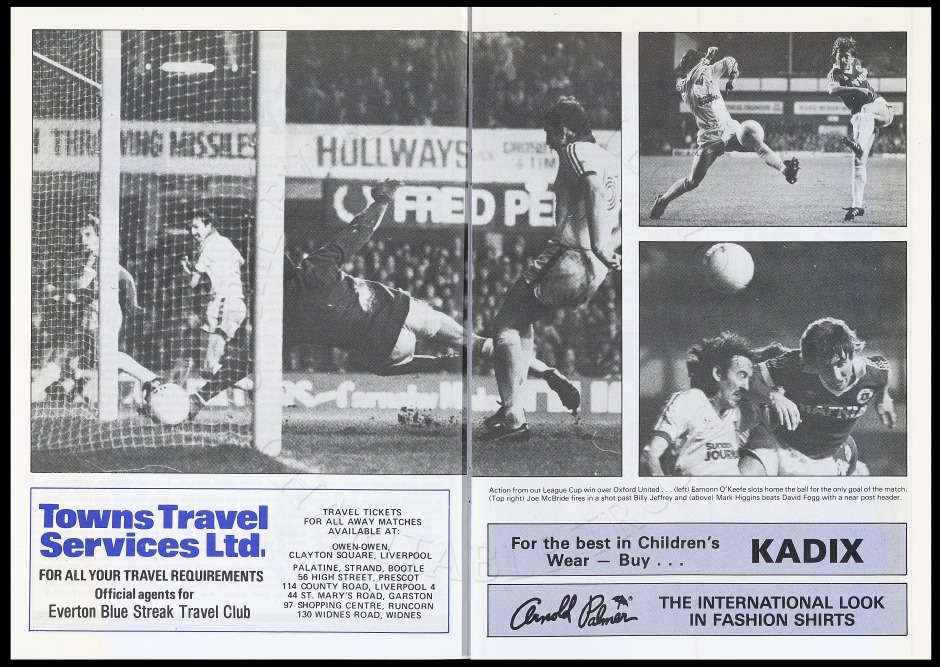 THROWING MISSILES
HOLLWAYS
CROSBY
& TIM
FRED PE
Action from our League Cup win over Oxford United . . . (left) Eamonn O'Keefe slots home the ball for the only goal of the match.
(Top right) Joe McBride fires in a shot past Billy Jeffrey and (above) Mark Higgins beats David Fogg with a near post header.
Towns Travel
Services Ltd.
FOR ALL YOUR TRAVEL REQUIREMENTS
Official agents for
Everton Blue Streak Travel Club
TRAVEL TICKETS
FOR ALL AWAY MATCHES
AVAILABLE AT:
OWEN-OWEN,
CLAYTON SQUARE, LIVERPOOL
PALATINE, STRAND, BOOTLE
56 HIGH STREET, PRESCOT
114 COUNTY ROAD, LIVERPOOL 4
44 ST. MARY'S ROAD, GARSTON
97 SHOPPING CENTRE, RUNCORN
130 WIDNES ROAD, WIDNES
For the best in Children's
Wear — Buy . . .
KADIX
Arnold Palmer
THE INTERNATIONAL LOOK
IN FASHION SHIRTS